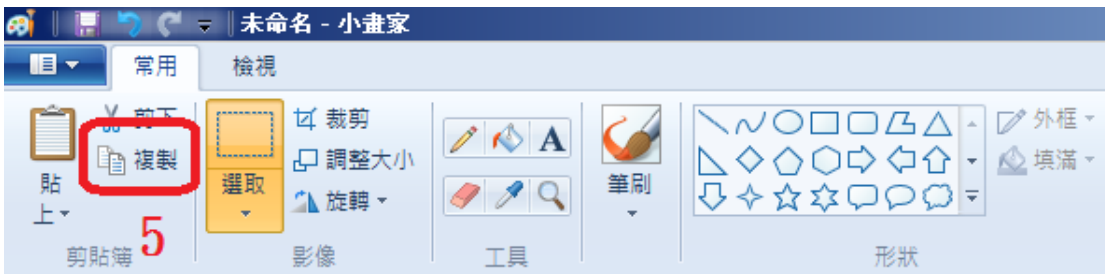 未命名 - 小畫家
常用 檢視
剪下
複製
貼上
剪貼簿
5
選取
裁剪
調整大小
旋轉
影像
A
工具
筆刷
外框
填滿
形狀